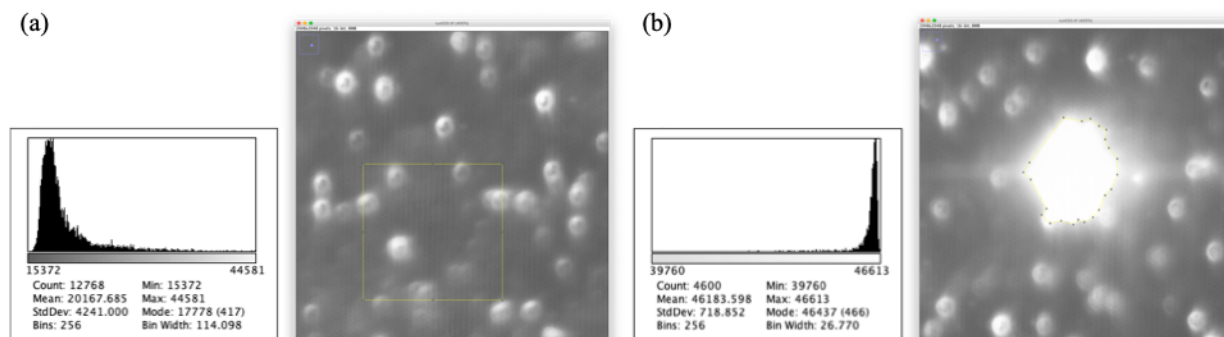 (a)
15372 44581
Count: 12768 Min: 15372
Mean: 20167.685 Max: 44581
StdDev: 4241.000 Mode: 17778 (417)
Bins: 256 Bin Width: 114.098
(b)
39760 46613
Count: 4600 Min: 39760
Mean: 46183.598 Max: 46613
StdDev: 718.852 Mode: 46437 (466)
Bins: 256 Bin Width: 26.770